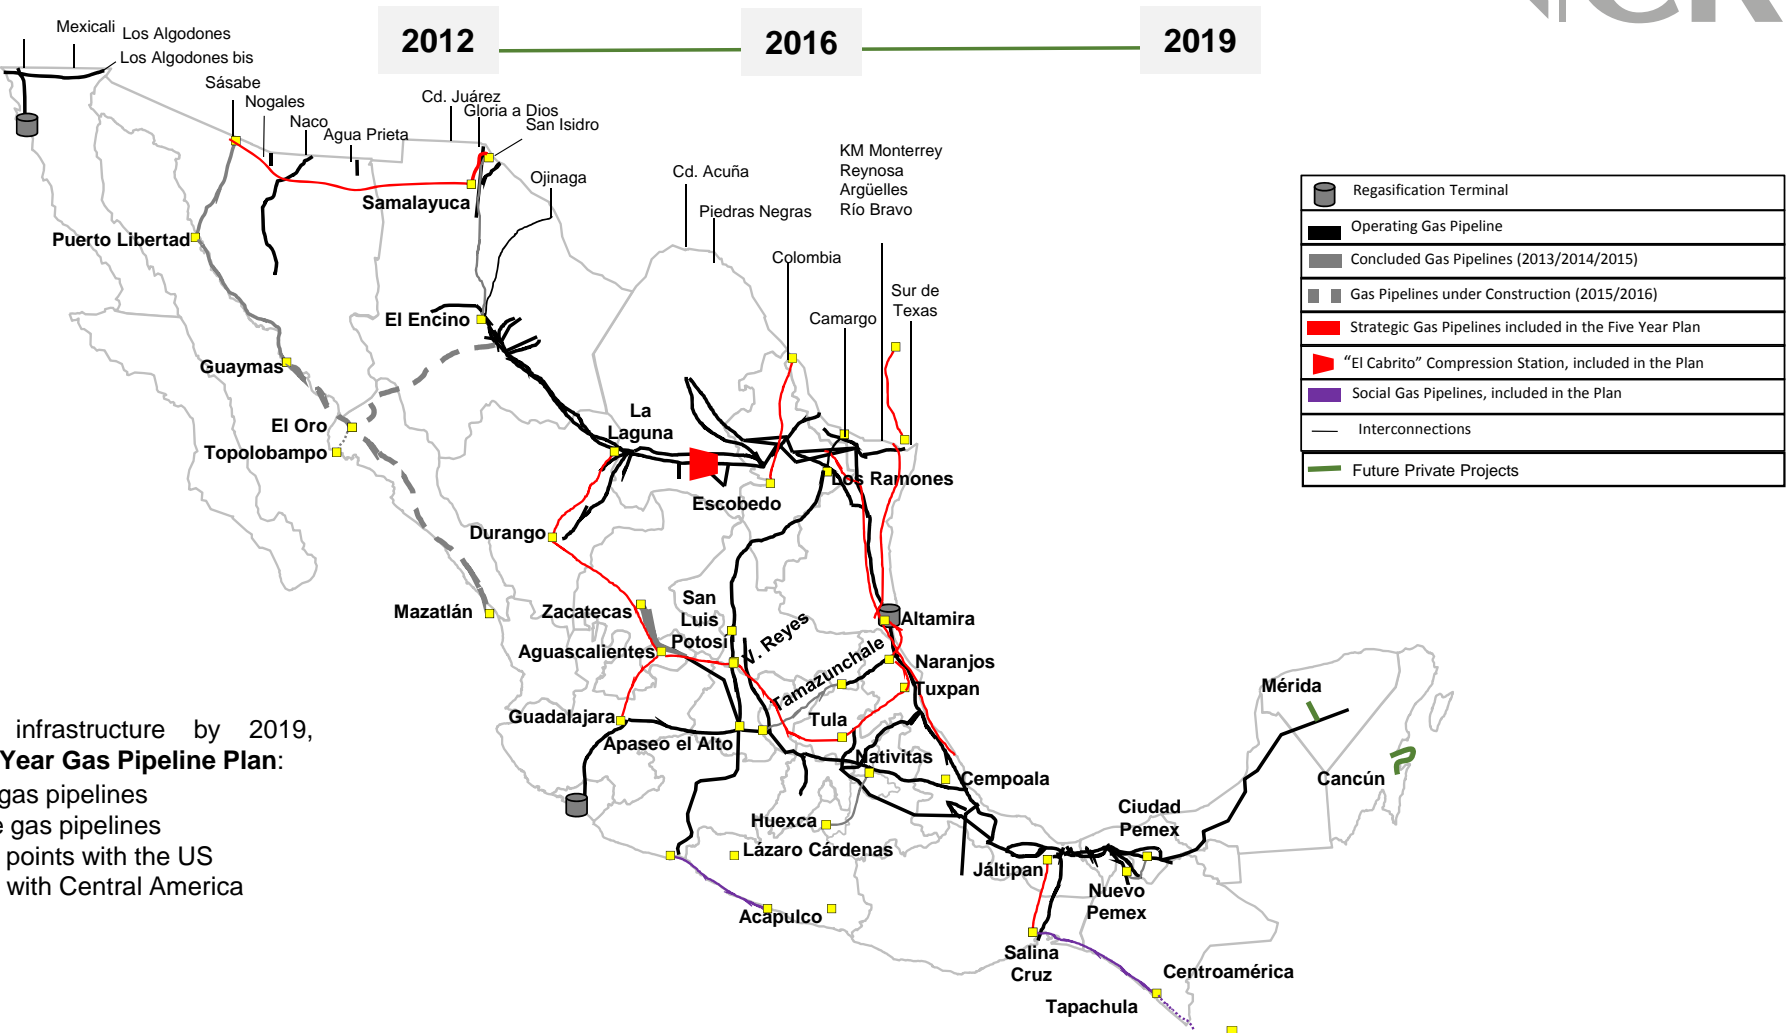 2012
2016
2019
Mexicali
Los Algodones
Los Algodones bis
Sásabe
Nogales
Naco
Agua Prieta
Cd. Juárez
Gloria a Dios
San Isidro
Ojinaga
Cd. Acuña
Piedras Negras
KM Monterrey
Reynosa
Argüelles
Río Bravo
Colombia
Camargo
Sur de
Texas
Samalayuca
Puerto Libertad
El Encino
Guaymas
El Oro
Topolobampo
La
Laguna
Escobedo
Los Ramones
Durango
Mazatlán
Zacatecas
San
Luis
Potosí
V. Reyes
Aguascalientes
Altamira
Tamazunchale
Naranjos
Tuxpan
Guadalajara
Apaseo el Alto
Tula
Nativitas
Cempoala
Huexca
Lázaro Cárdenas
Acapulco
Jáltipan
Ciudad
Pemex
Nuevo
Pemex
Salina
Cruz
Centroamérica
Tapachula
Mérida
Cancún
Regasification Terminal
Operating Gas Pipeline
Concluded Gas Pipelines (2013/2014/2015)
Gas Pipelines under Construction (2015/2016)
Strategic Gas Pipelines included in the Five Year Plan
“El Cabrito” Compression Station, included in the Plan
Social Gas Pipelines, included in the Plan
Interconnections
Future Private Projects
infrastructure by 2019,
Year Gas Pipeline Plan:
gas pipelines
gas pipelines
points with the US
with Central America